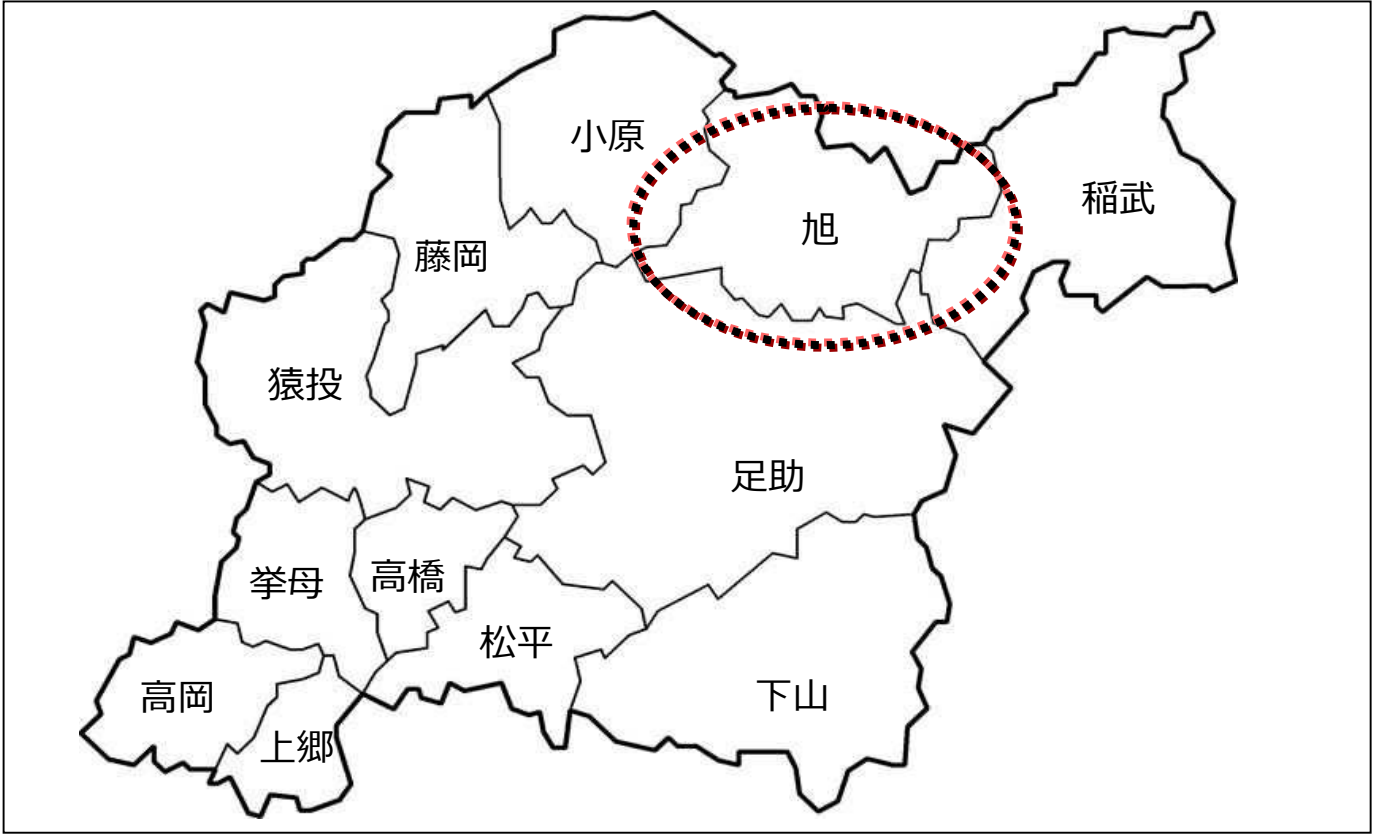 小原
稲武
旭
藤岡
猿投
足助
挙母
高橋
松平
高岡
下山
上郷